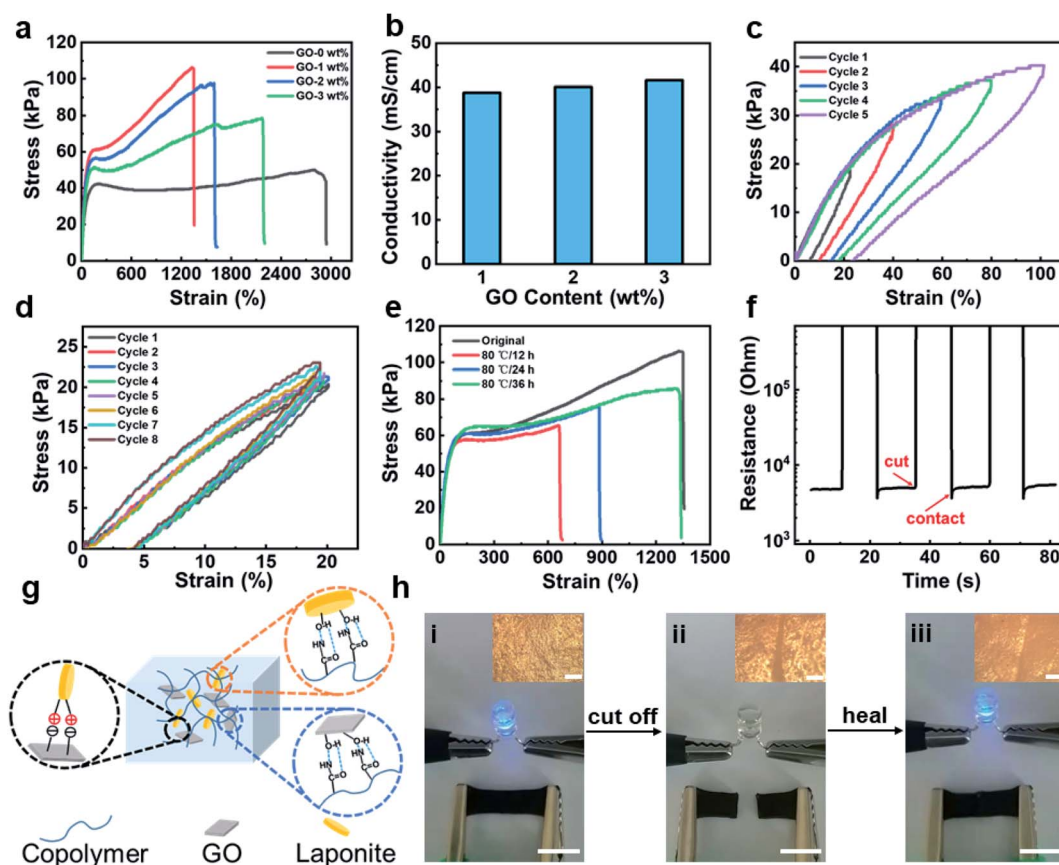 a
120
100
80
60
40
20
0
Stress (kPa)
GO-0 wt%
GO-1 wt%
GO-2 wt%
GO-3 wt%
0 600 1200 1800 2400 3000
Strain (%)
b
50
40
30
20
10
0
Conductivity (mS/cm)
1 2 3
GO Content (wt%)
c
40
30
20
10
0
Stress (kPa)
Cycle 1
Cycle 2
Cycle 3
Cycle 4
Cycle 5
0 20 40 60 80 100
Strain (%)
d
25
20
15
10
5
0
Stress (kPa)
Cycle 1
Cycle 2
Cycle 3
Cycle 4
Cycle 5
Cycle 6
Cycle 7
Cycle 8
0 5 10 15 20
Strain (%)
e
120
100
80
60
40
20
0
Stress (kPa)
Original
80 ℃/12 h
80 ℃/24 h
80 ℃/36 h
0 300 600 900 1200 1500
Strain (%)
f
10⁵
10⁴
10³
Resistance (Ohm)
cut
contact
0 20 40 60 80
Time (s)
g
O-H O-H
HN HN
C=O C=O
O-H O-H
HN HN
C=O C=O
Copolymer GO Laponite
h
i
cut off
ii
heal
iii